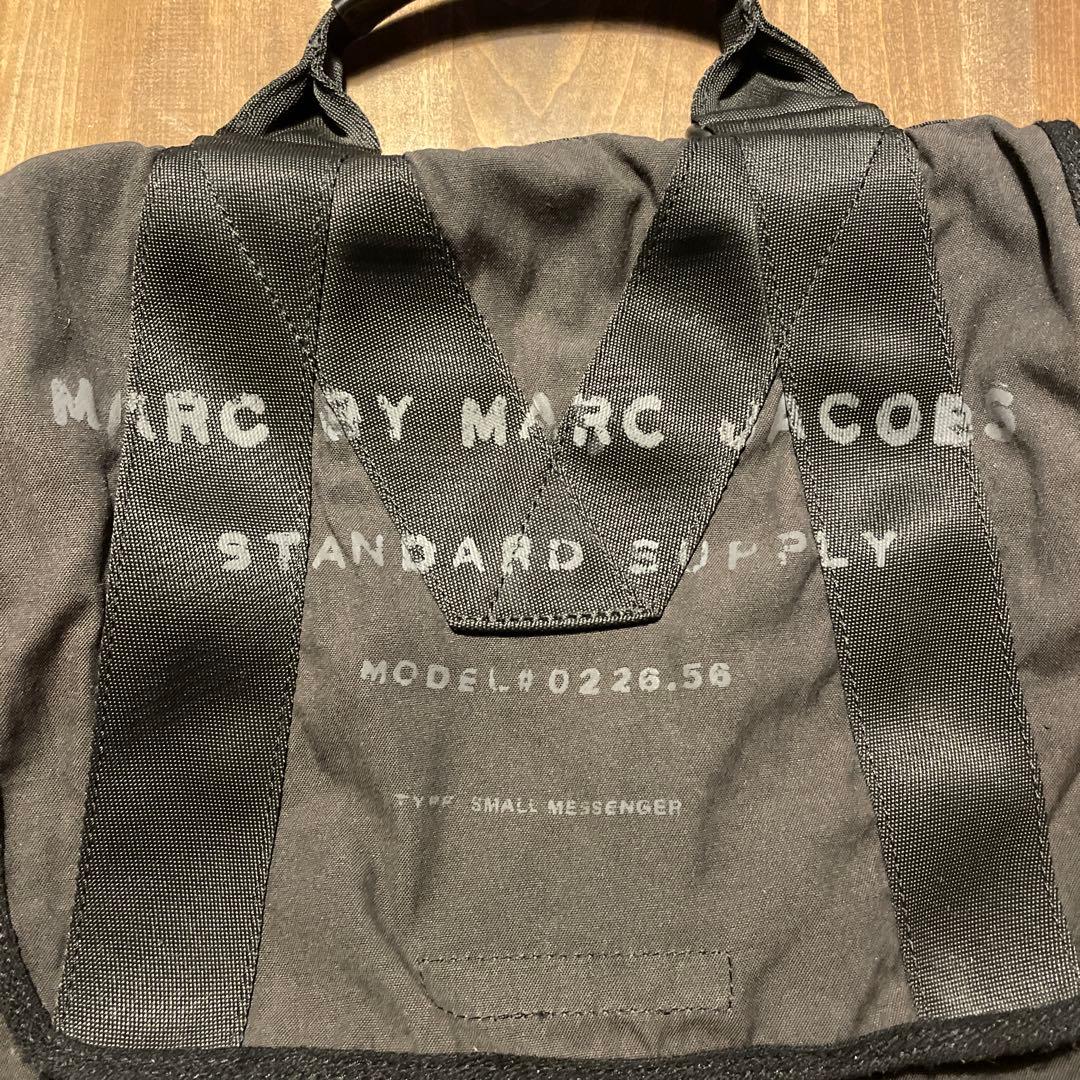 MARC BY MARC JACOBS
STANDARD SUPPLY
MODEL#0226.56
TYPE SMALL MESSENGER